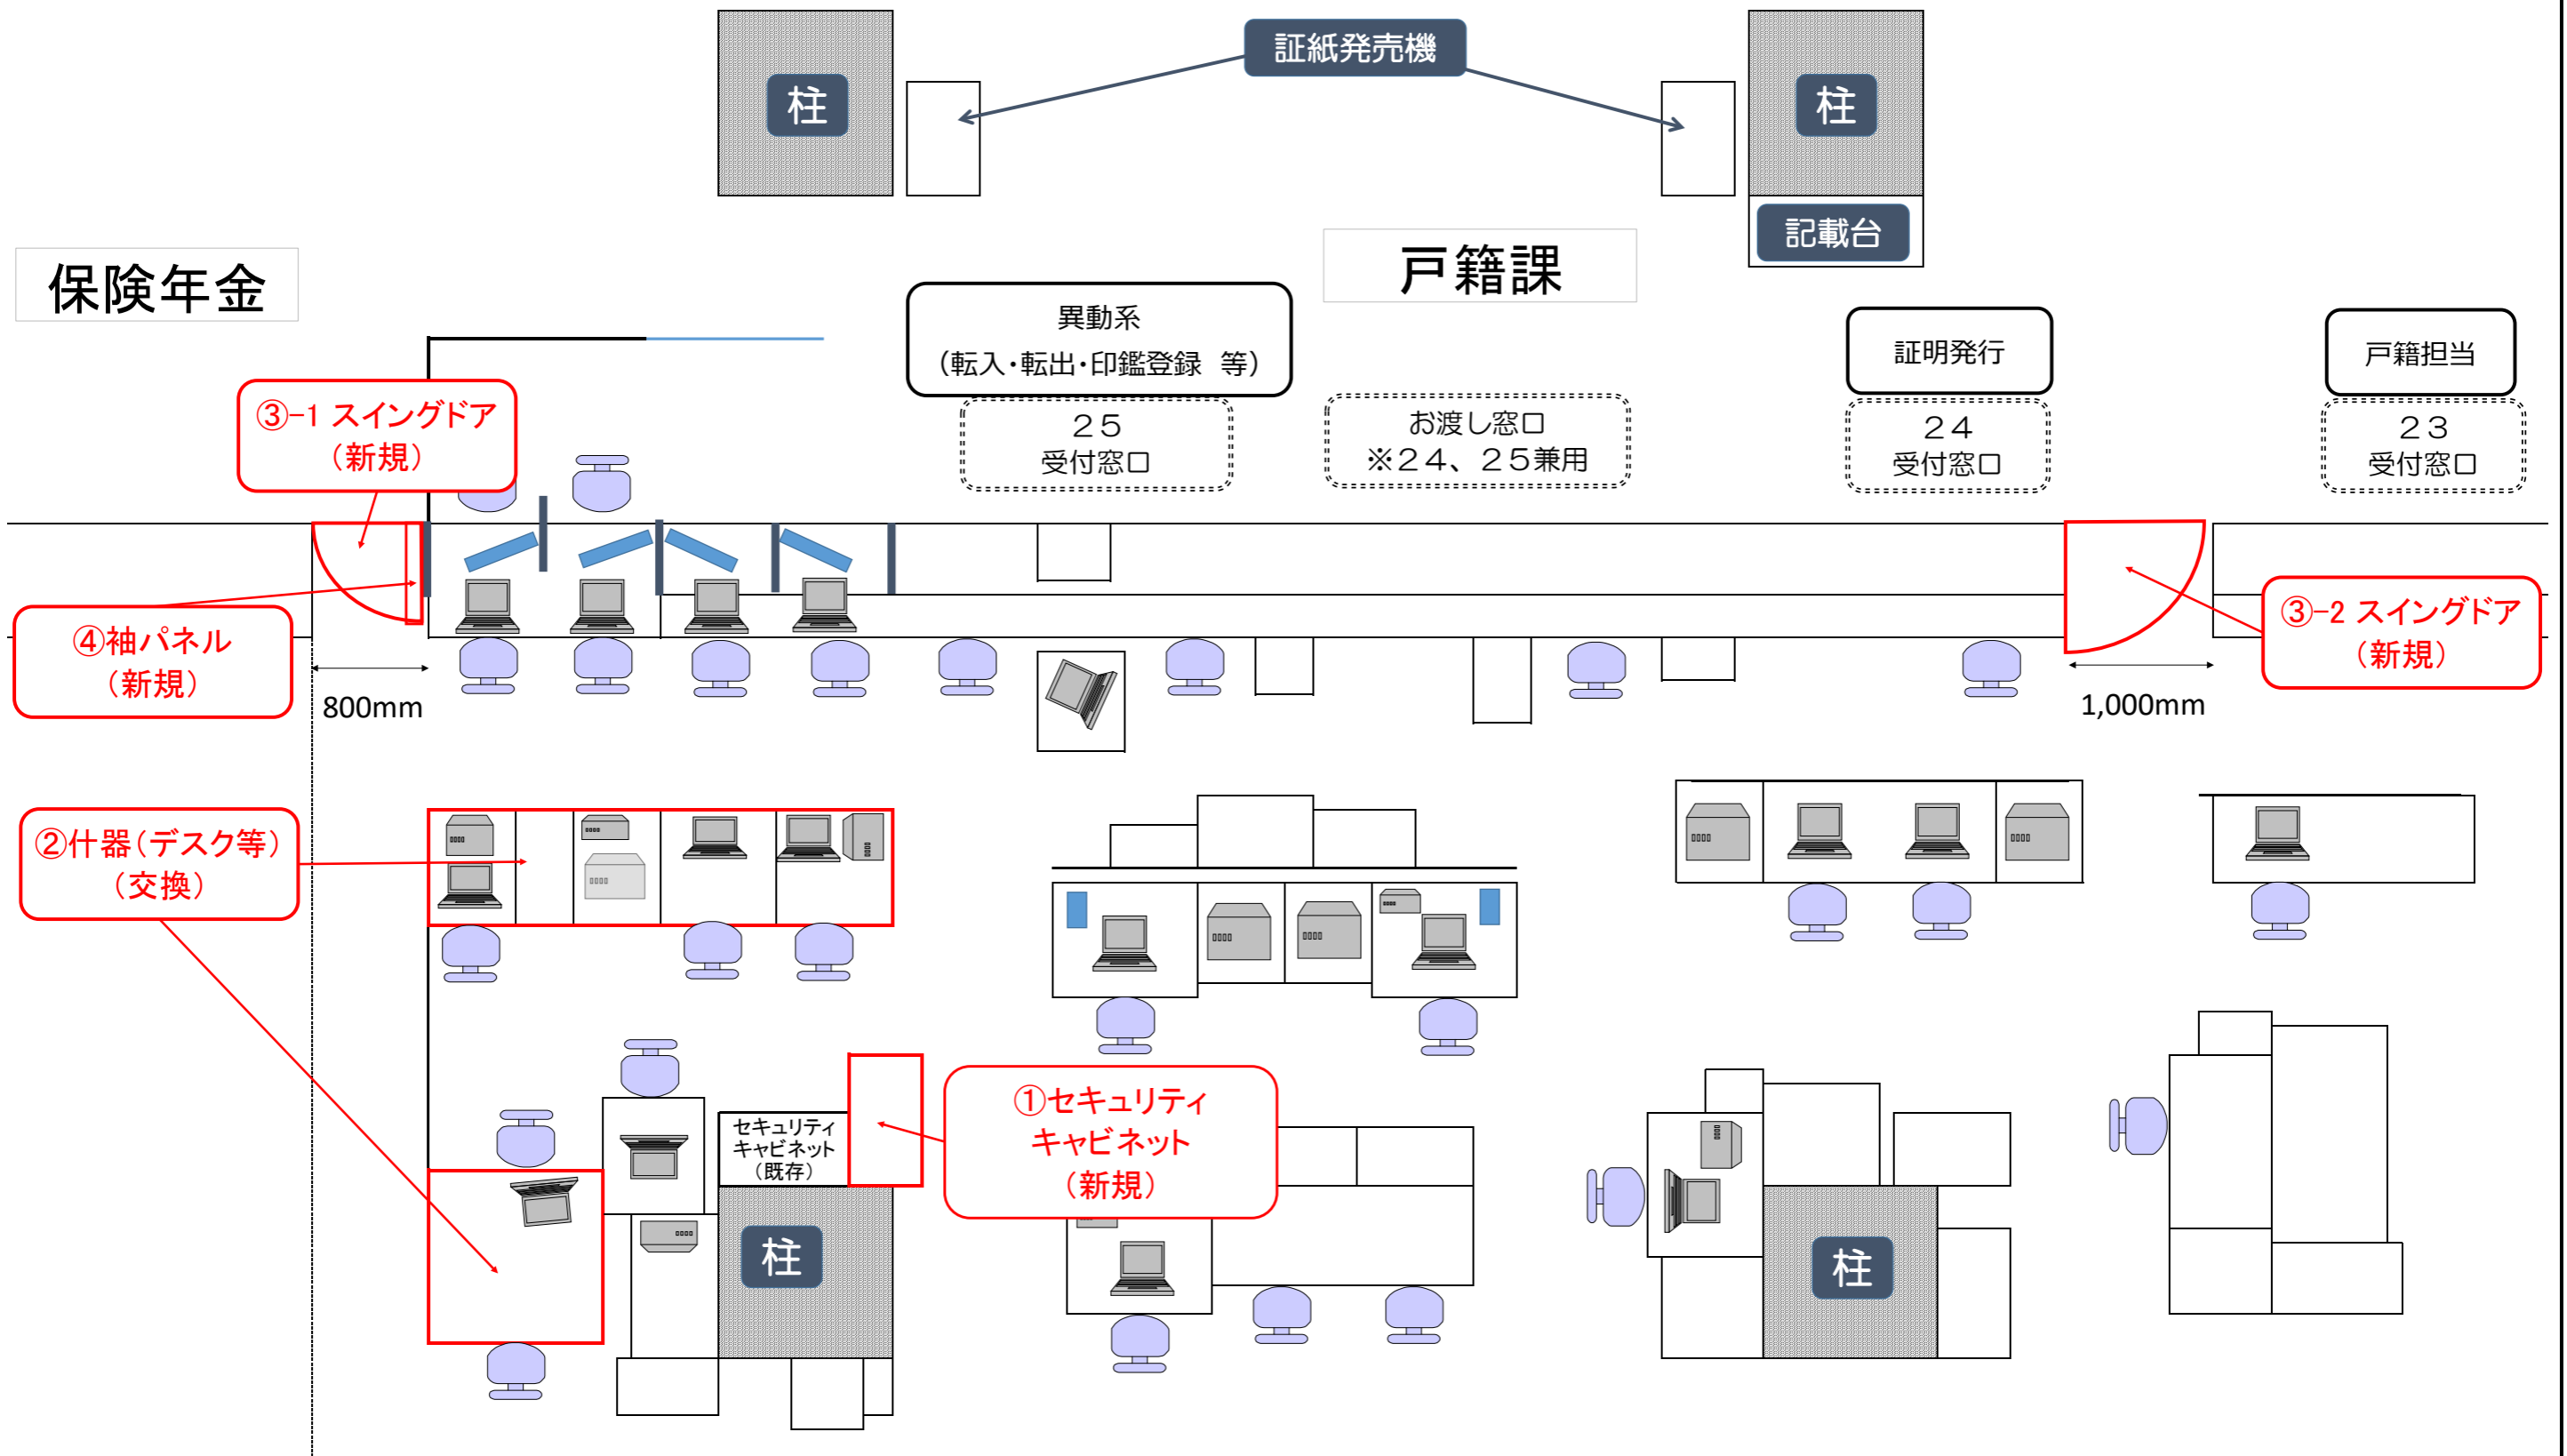 証紙発売機
柱
柱
記載台
保険年金
戸籍課
異動系
（転入・転出・印鑑登録　等）
証明発行
戸籍担当
③-1 スイングドア
（新規）
２５
受付窓口
お渡し窓口
※２４、２５兼用
２４
受付窓口
２３
受付窓口
④袖パネル
（新規）
③-2 スイングドア
（新規）
800mm
1,000mm
②什器（デスク等）
（交換）
①セキュリティ
キャビネット
（新規）
セキュリティ
キャビネット
（既存）
柱
柱